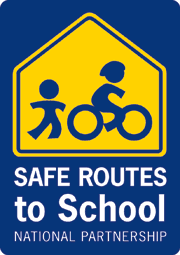 SAFE ROUTES
to School
NATIONAL PARTNERSHIP